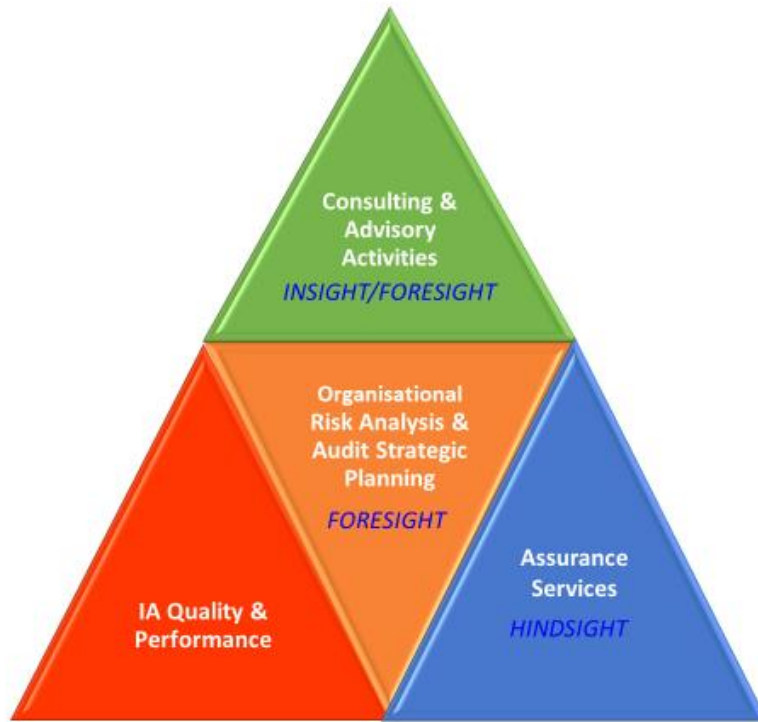 Consulting &
Advisory
Activities
INSIGHT/FORESIGHT
Organisational
Risk Analysis &
Audit Strategic
Planning
FORESIGHT
IA Quality &
Performance
Assurance
Services
HINDSIGHT